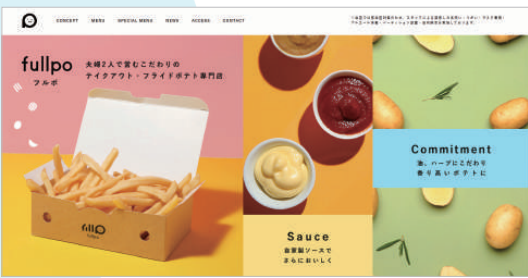 CONCEPT MENU SPECIAL MENU NEWS ACCESS CONTACT
fullpo
フルポ
夫婦2人で営むこだわりの
テイクアウト・フライドポテト専門店
fullpo
Sauce
自家製ソースで
さらにおいしく
Commitment
油、ハーブにこだわり
香り高いポテトに